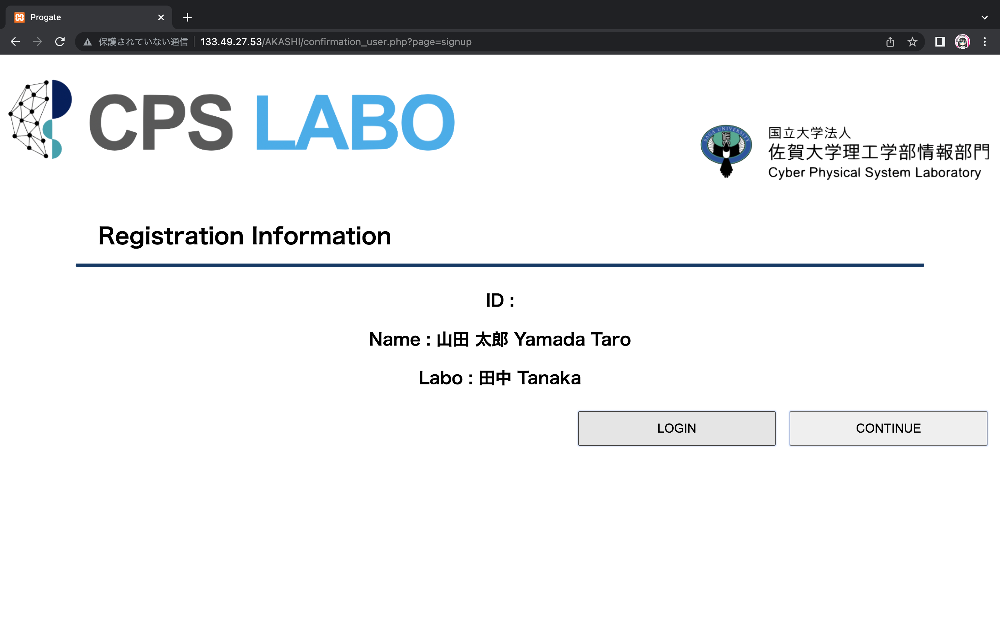 Progate
保護されていない通信 133.49.27.53/AKASHI/confirmation_user.php?page=signup
CPS LABO
SAGA UNIVERSITY
国立大学法人
佐賀大学理工学部情報部門
Cyber Physical System Laboratory
Registration Information
ID :
Name : 山田 太郎 Yamada Taro
Labo : 田中 Tanaka
LOGIN
CONTINUE